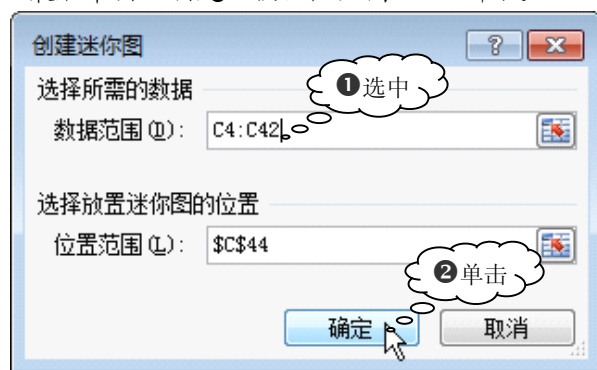 创建迷你图
选择所需的数据
❶选中
数据范围(D): C4:C42
选择放置迷你图的位置
位置范围(L): $C$44
❷单击
确定 取消